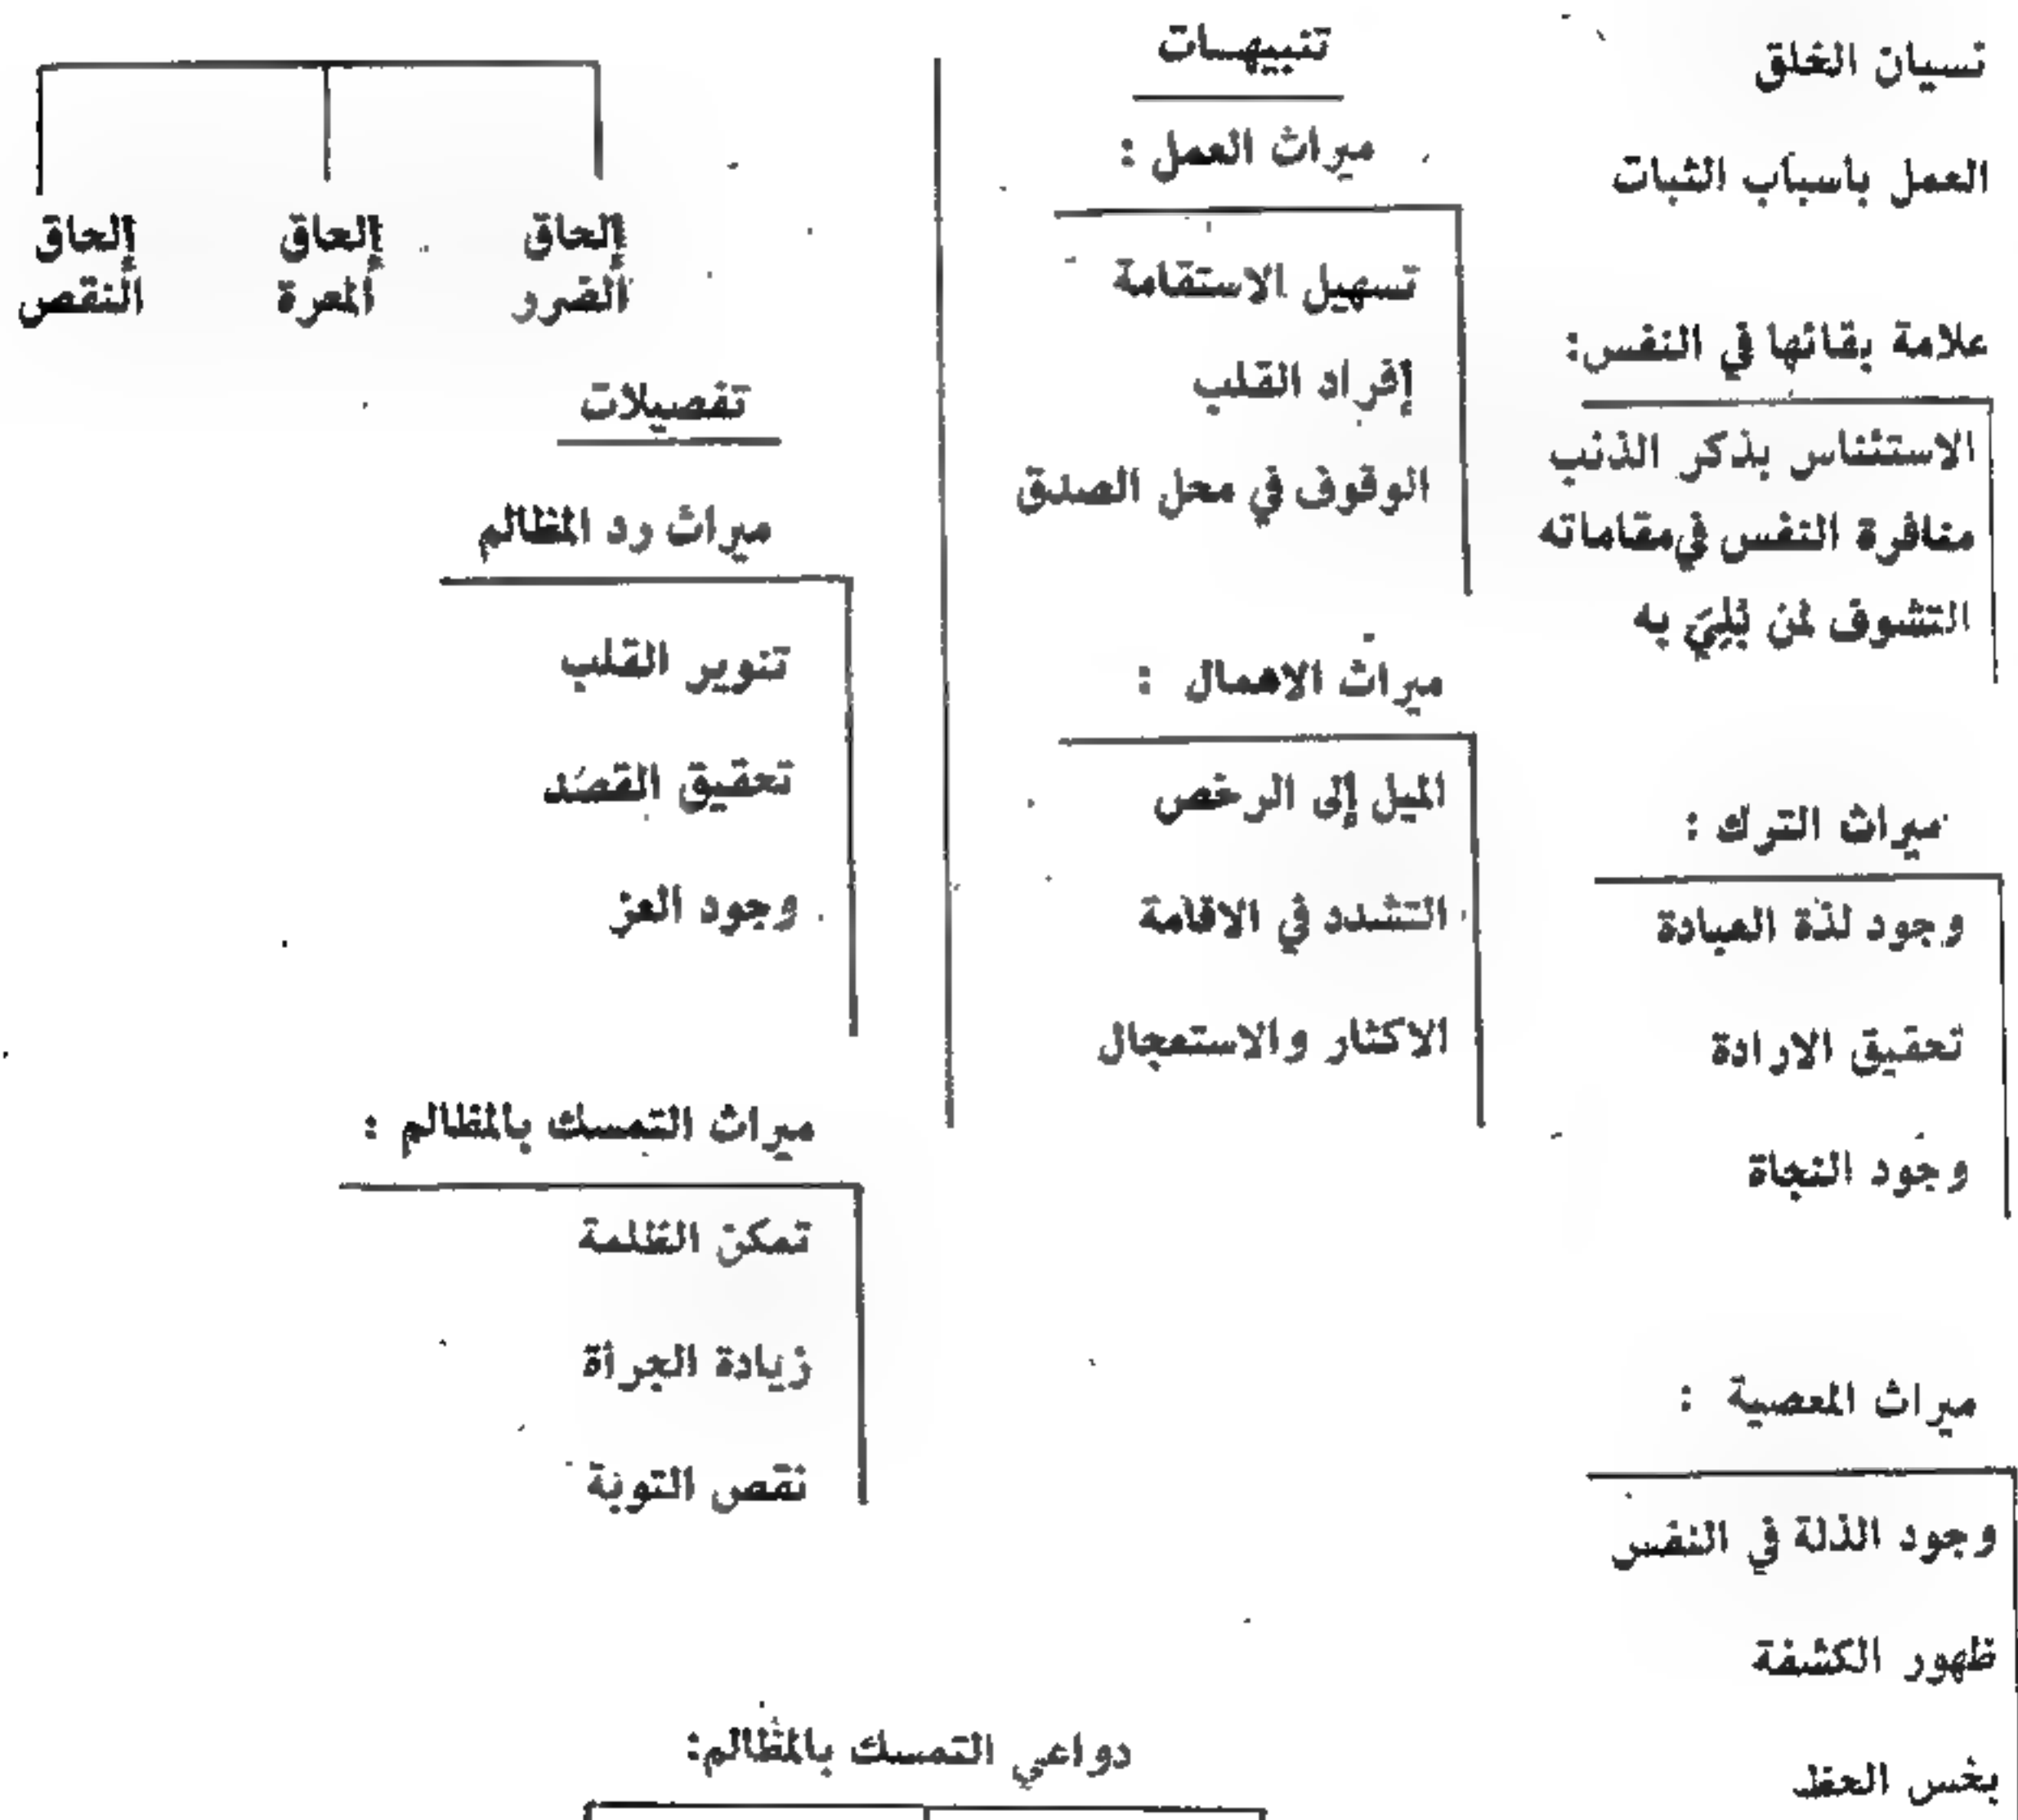 نسيان الخلق
العمل بأسباب الثبات
علامة بقائها في النفس:
الاستئناس بذكر الذنب
منافرة النفس في مقاماته
التشوق لمن بُلِيَ به
ميراث الترك :
وجود لذة العبادة
تحقيق الارادة
وجود النجاة
ميراث المعصية :
وجود الذلة في النفس
ظهور الكشفة
بخس الحظ
تنبيهات
ميراث العمل :
تسهيل الاستقامة
إفراد القلب
الوقوف في محل الصدق
ميراث الاهمال :
الميل إلى الرخص
التشدد في الاقامة
الاكثار والاستعجال
إلحاق الضرر
إلحاق المعرة
إلحاق النقص
تفصيلات
ميراث رد المظالم
تنوير القلب
تحقيق القصد
وجود العز
ميراث التمسك بالمظالم :
تمكن الظلمة
زيادة الجرأة
نقص التوبة
دواعي التمسك بالمظالم: